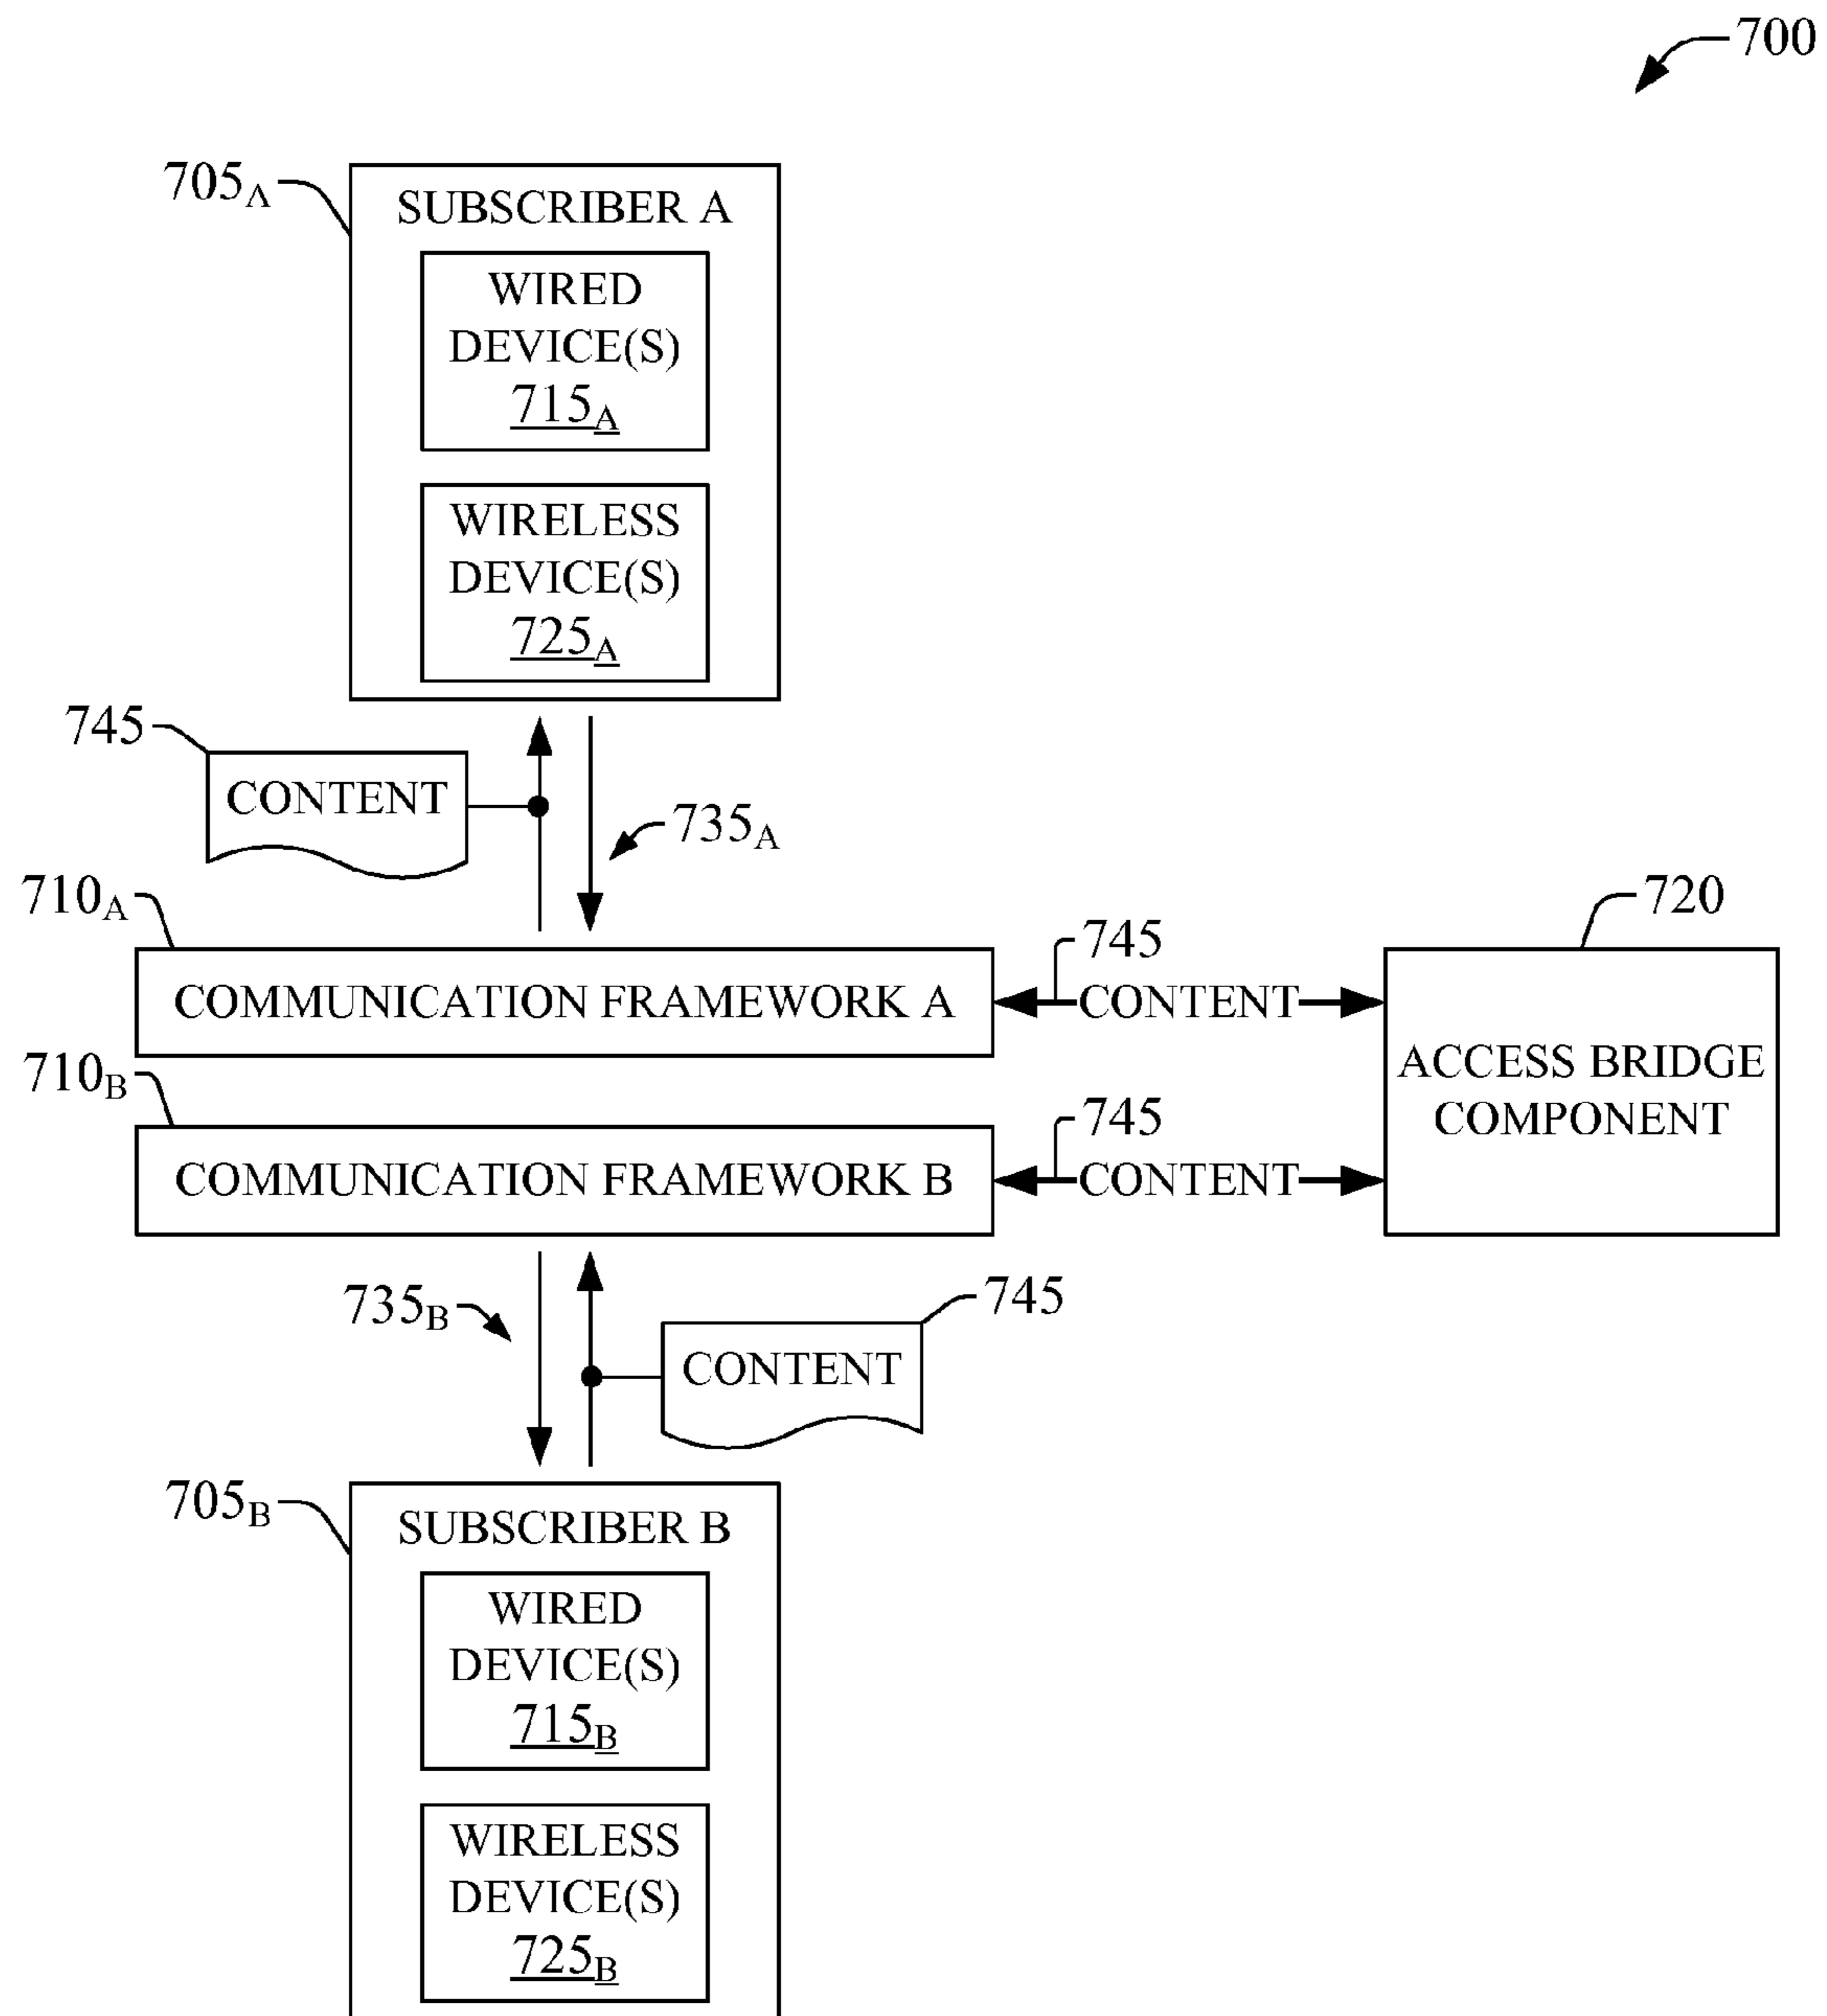 700
705A
SUBSCRIBER A
WIRED
DEVICE(S)
715A
WIRELESS
DEVICE(S)
725A
745
CONTENT
735A
710A
COMMUNICATION FRAMEWORK A
745
CONTENT
720
ACCESS BRIDGE
COMPONENT
710B
COMMUNICATION FRAMEWORK B
745
CONTENT
735B
745
CONTENT
705B
SUBSCRIBER B
WIRED
DEVICE(S)
715B
WIRELESS
DEVICE(S)
725B